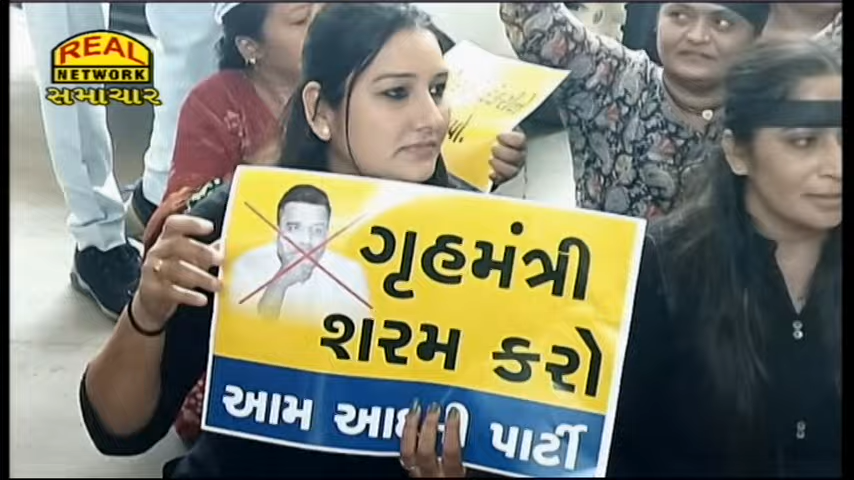 REAL
NETWORK
સમાચાર
ગૃહમંત્રી
શરમ કરો
આમ આદમી પાર્ટી